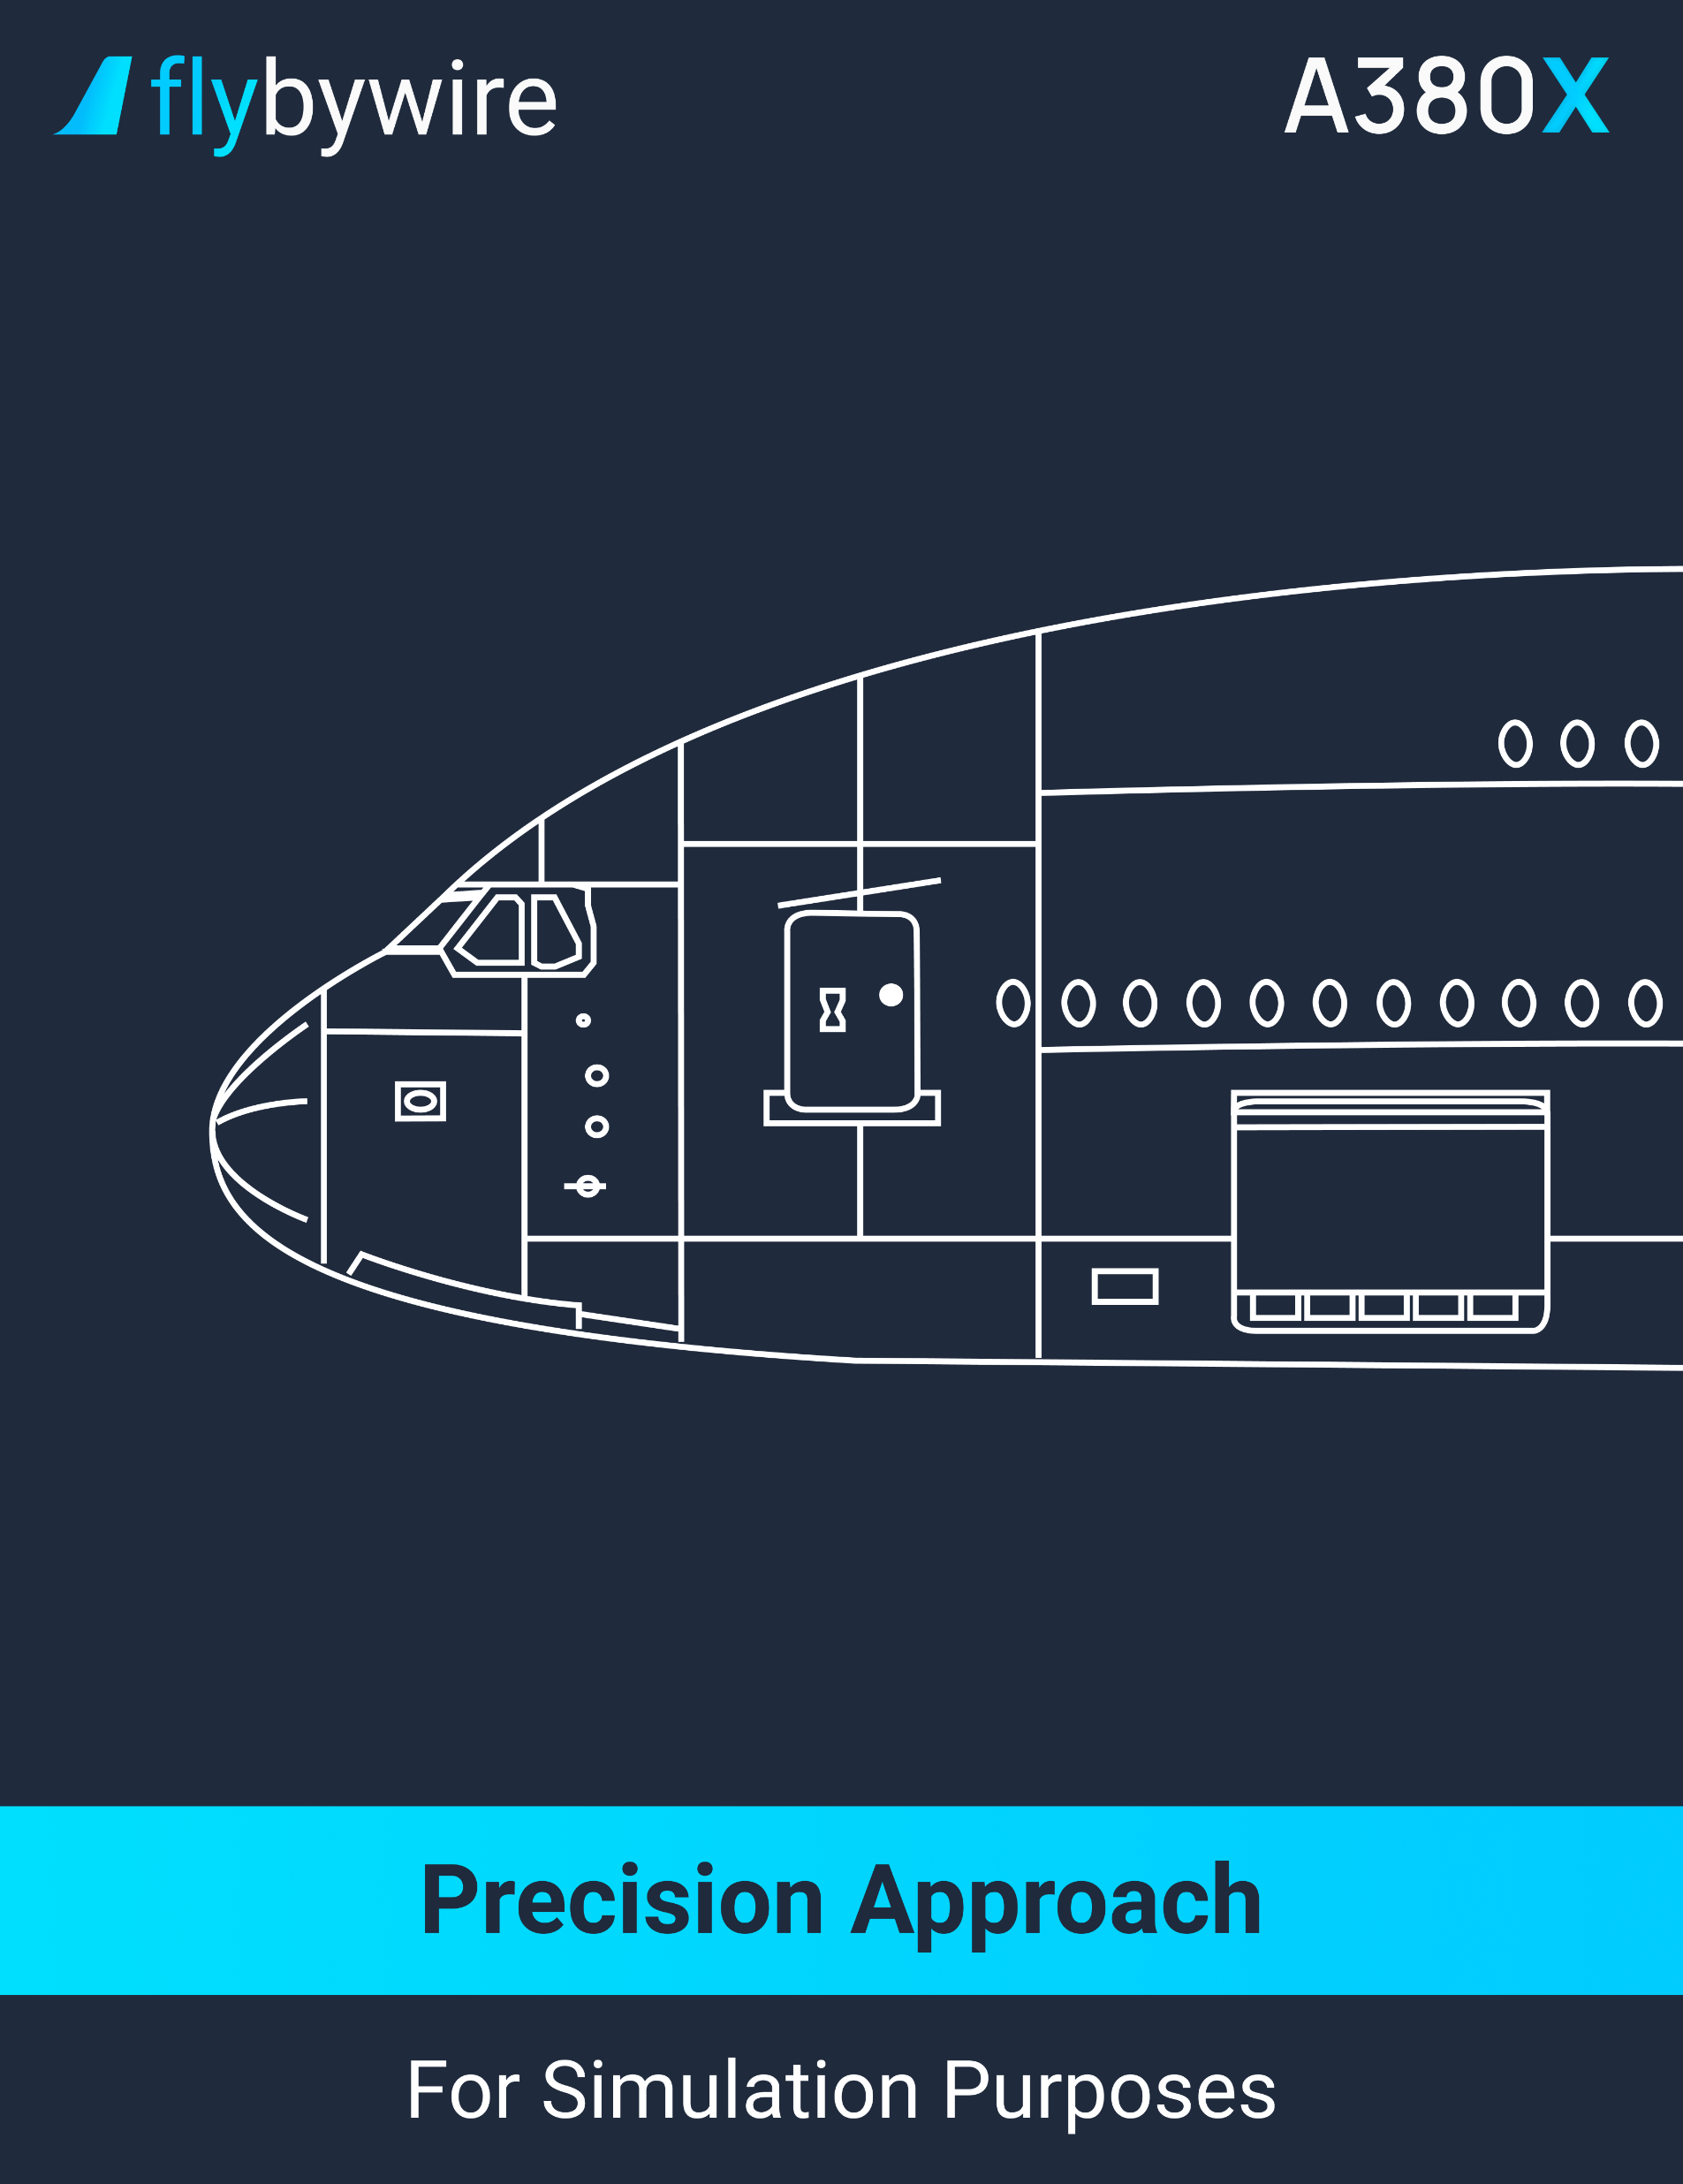 flybywire
A380X
Precision Approach
For Simulation Purposes